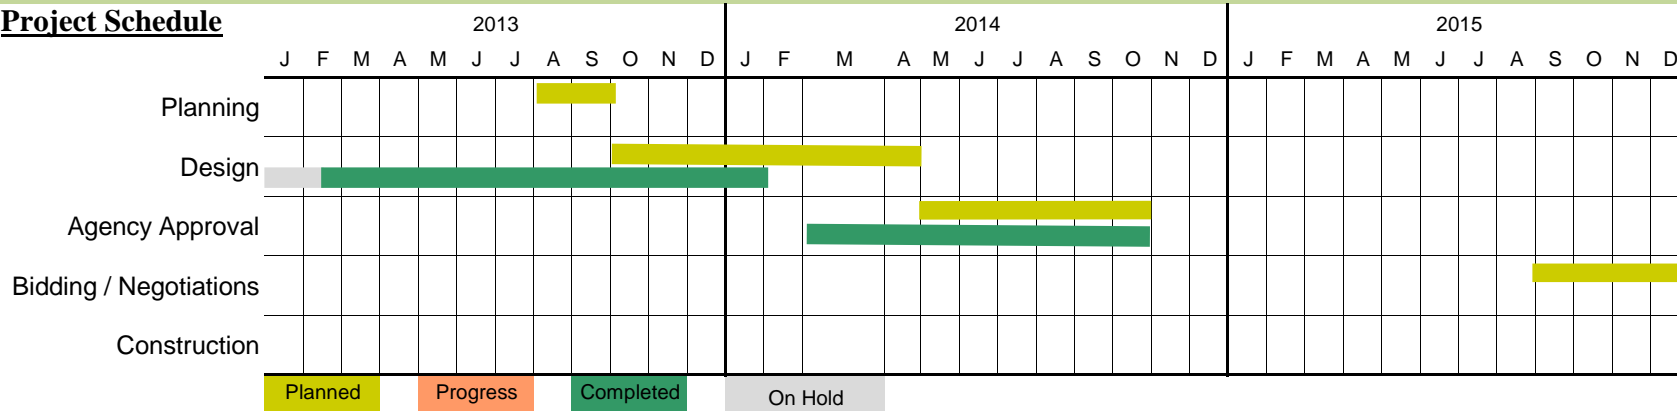 Project Schedule 2013 2014 2015
J F M A M J J A S O N D J F M A M J J A S O N D J F M A M J J A S O N D
Planning
Design
Agency Approval
Bidding / Negotiations
Construction
Planned Progress Completed On Hold